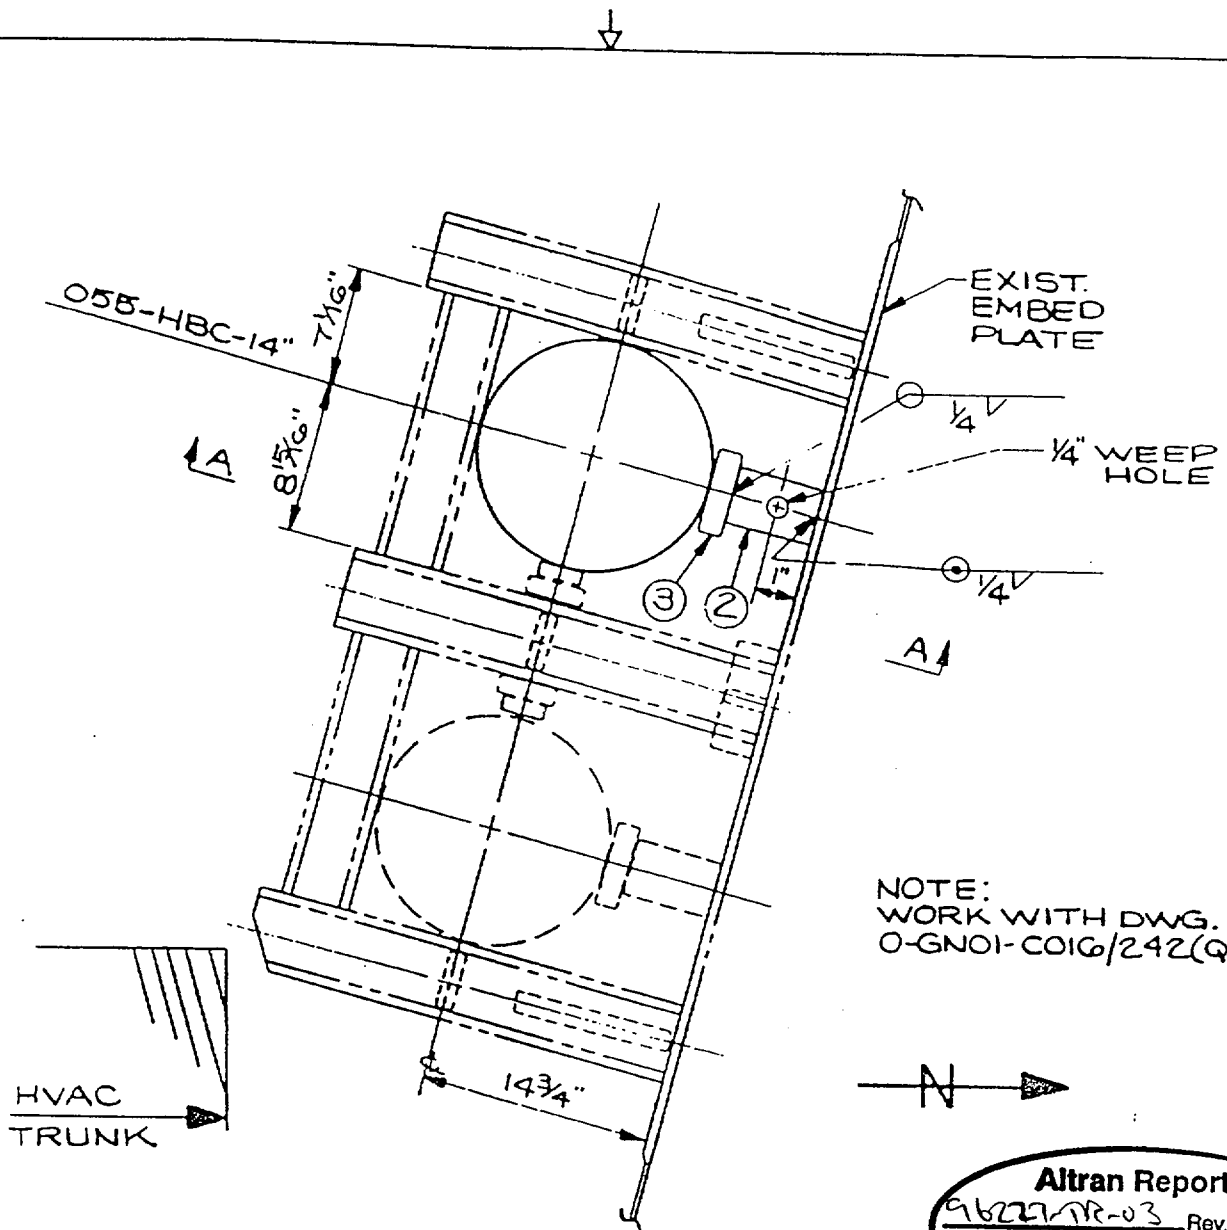 EXIST.
EMBED
PLATE
055-HBC-14"
7 1/16"
8 15/16"
A
1/4
1/4" WEEP
HOLE
3
2
1"
1/4
A
NOTE:
WORK WITH DWG.
0-GN01-C016/242(Q
14 3/4"
N
HVAC
TRUNK
Altran Report
96227-TR-03 Rev.